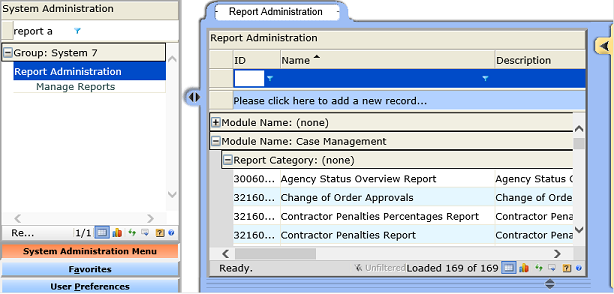 System Administration
report a
Group: System 7
Report Administration
Manage Reports
Re...
1/1
System Administration Menu
Favorites
User Preferences
Report Administration
Report Administration
ID Name Description
Please click here to add a new record...
Module Name: (none)
Module Name: Case Management
Report Category: (none)
30060... Agency Status Overview Report Agency Status O
32160... Change of Order Approvals Change of Orde
32160... Contractor Penalties Percentages Report Contractor Pena
32160... Contractor Penalties Report Contractor Pena
Ready. Unfiltered Loaded 169 of 169